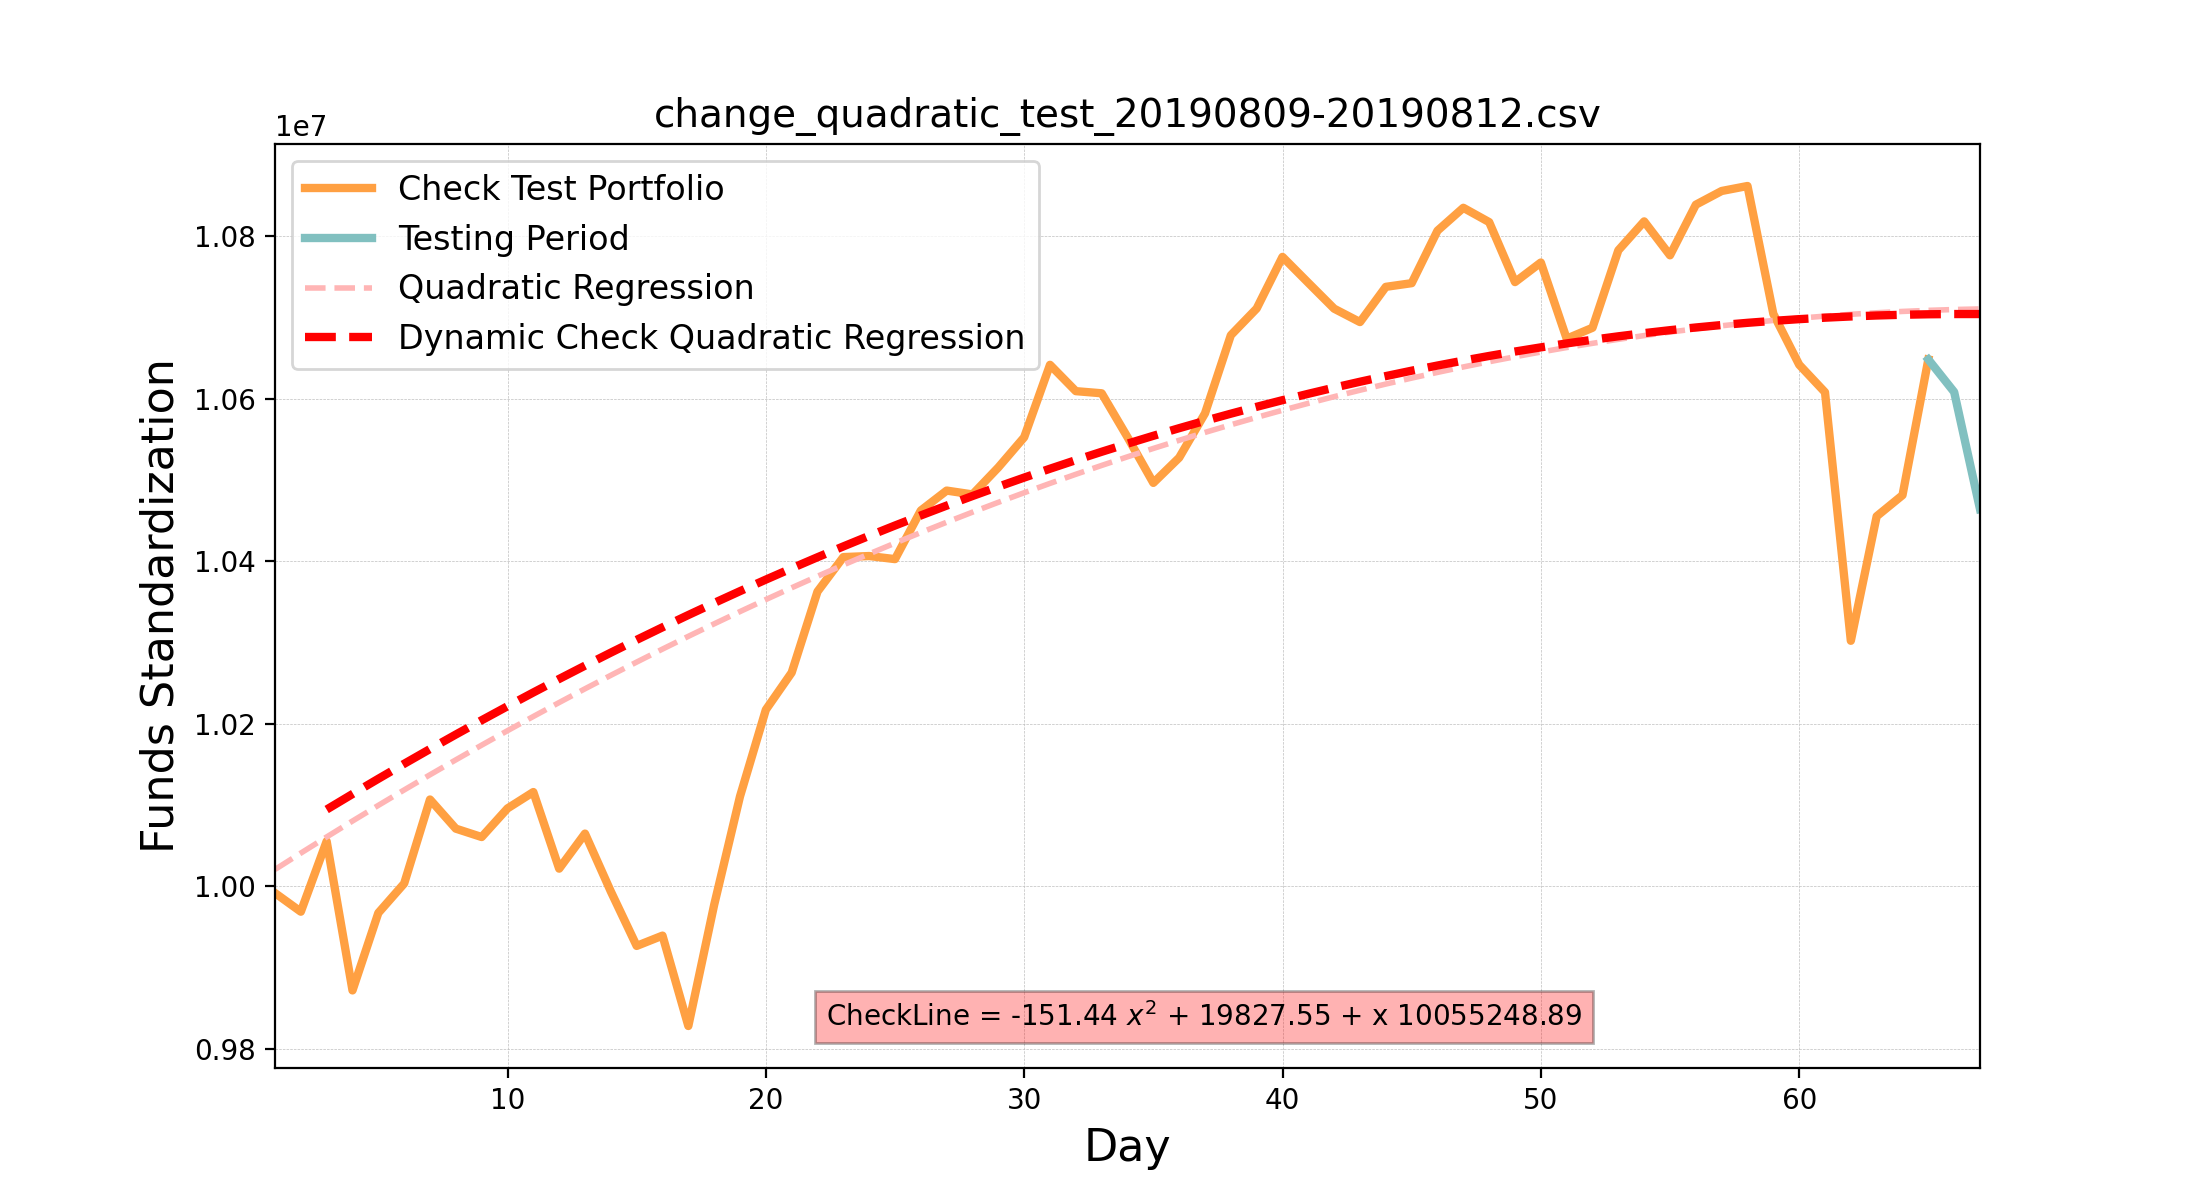 change_quadratic_test_20190809-20190812.csv
1e7
Check Test Portfolio
Testing Period
Quadratic Regression
Dynamic Check Quadratic Regression
1.08
1.06
1.04
1.02
1.00
0.98
Funds Standardization
CheckLine = -151.44 x² + 19827.55 + x 10055248.89
10 20 30 40 50 60
Day